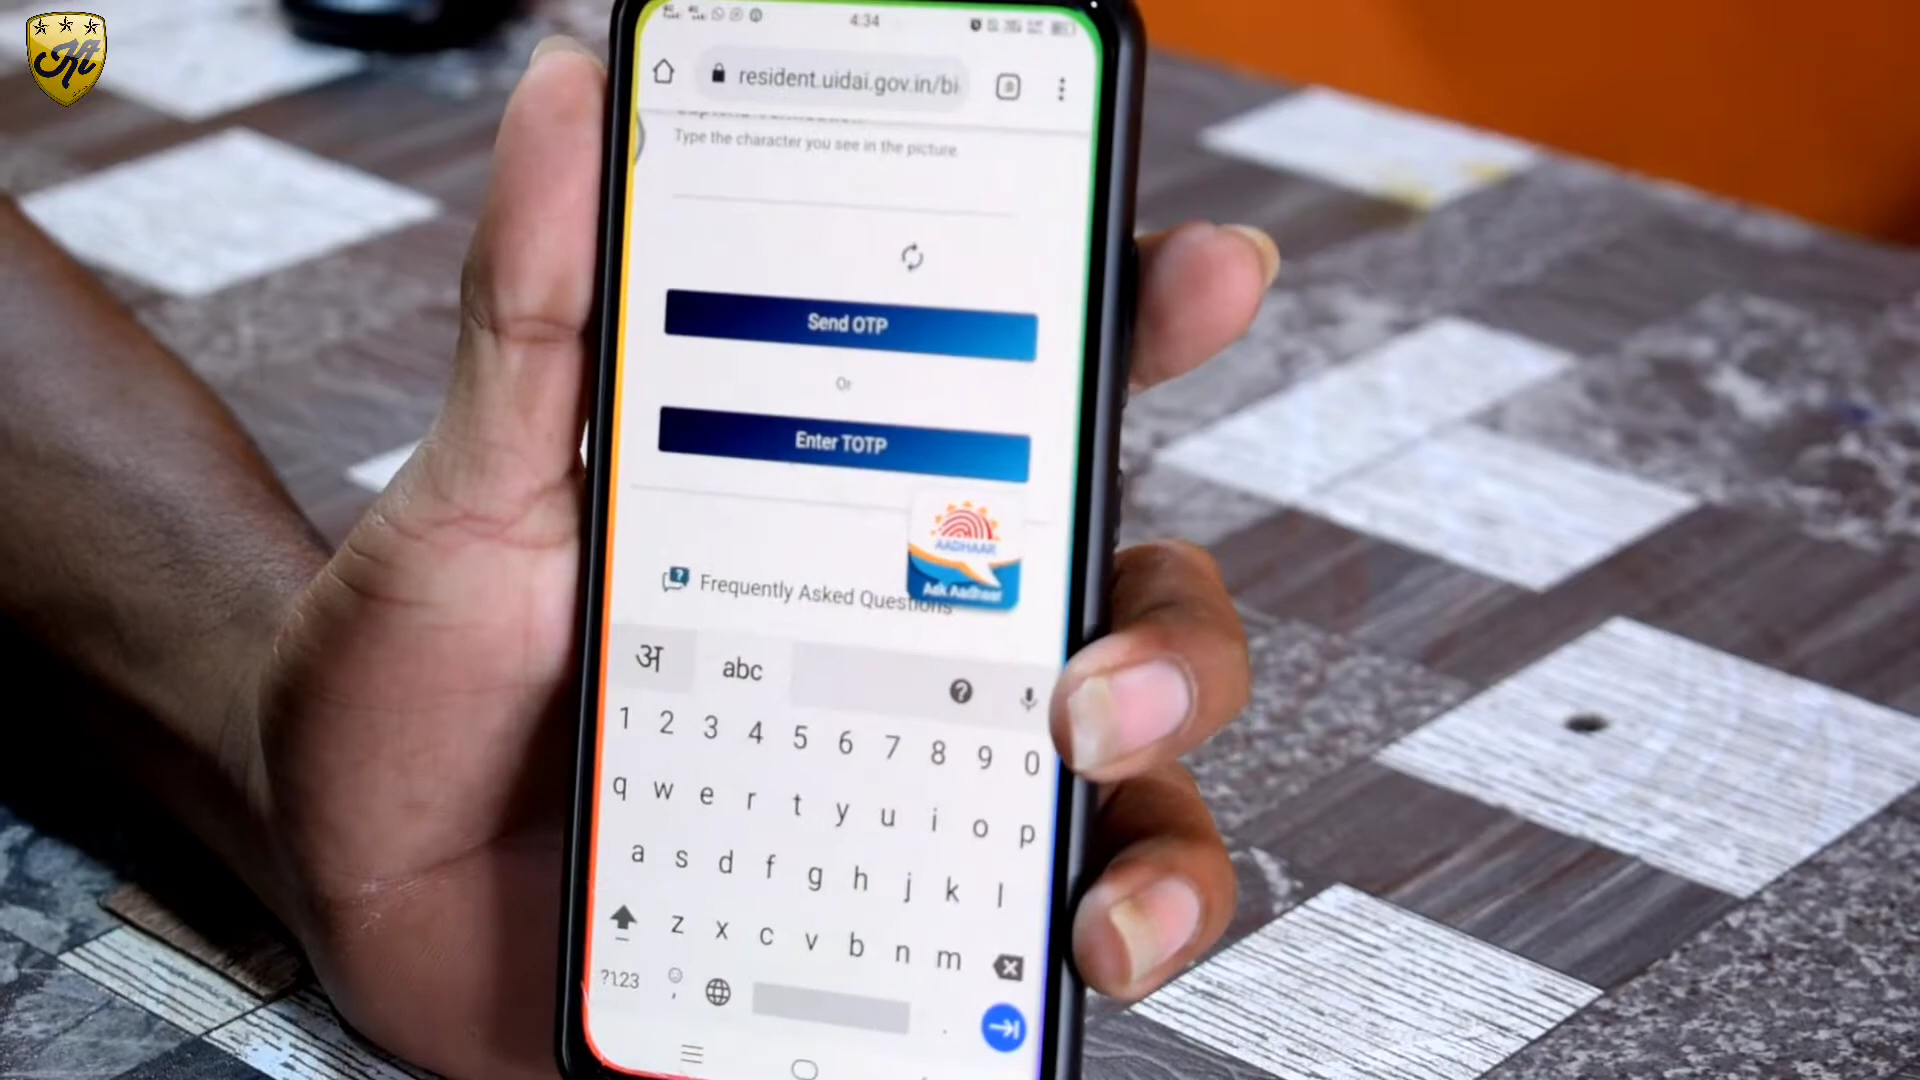 4:34
resident.uidai.gov.in/bi
Type the character you see in the picture.
Send OTP
Or
Enter TOTP
AADHAAR
Ask Aadhaar
Frequently Asked Questions
अ abc
1 2 3 4 5 6 7 8 9 0
q w e r t y u i o p
a s d f g h j k l
z x c v b n m
?123 , .